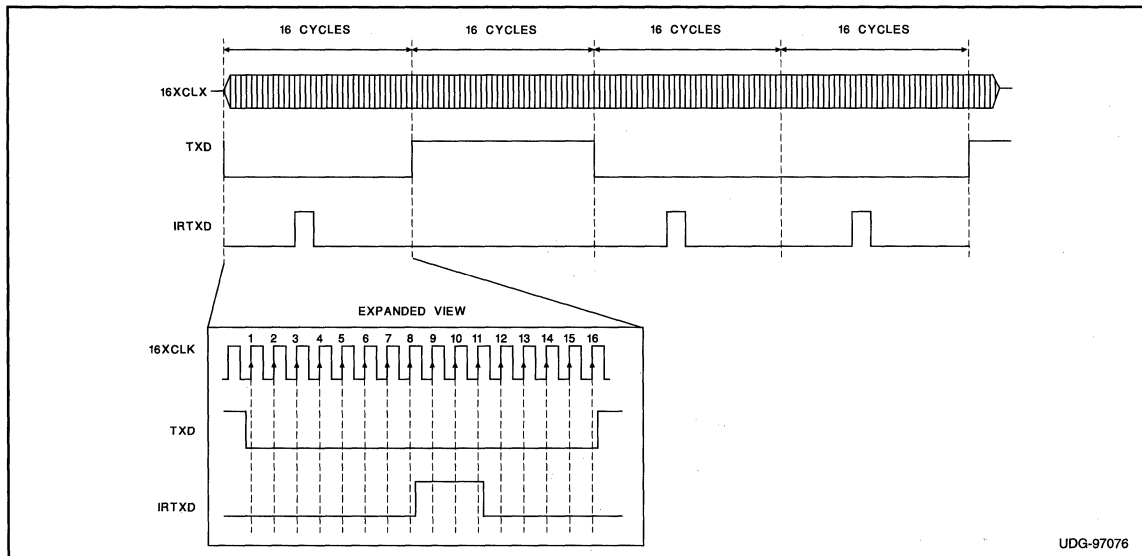 16 CYCLES 16 CYCLES 16 CYCLES 16 CYCLES
16XCLX
TXD
IRTXD
EXPANDED VIEW
1 2 3 4 5 6 7 8 9 10 11 12 13 14 15 16
16XCLK
TXD
IRTXD
UDG-97076